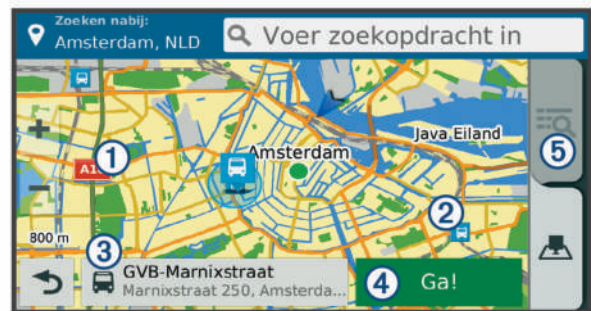 Zoeken nabij:
Amsterdam, NLD
Voer zoekopdracht in
Java Eiland
Amsterdam
1
A10
5
2
800 m
3
GVB-Marnixstraat
Marnixstraat 250, Amsterda...
4
Ga!